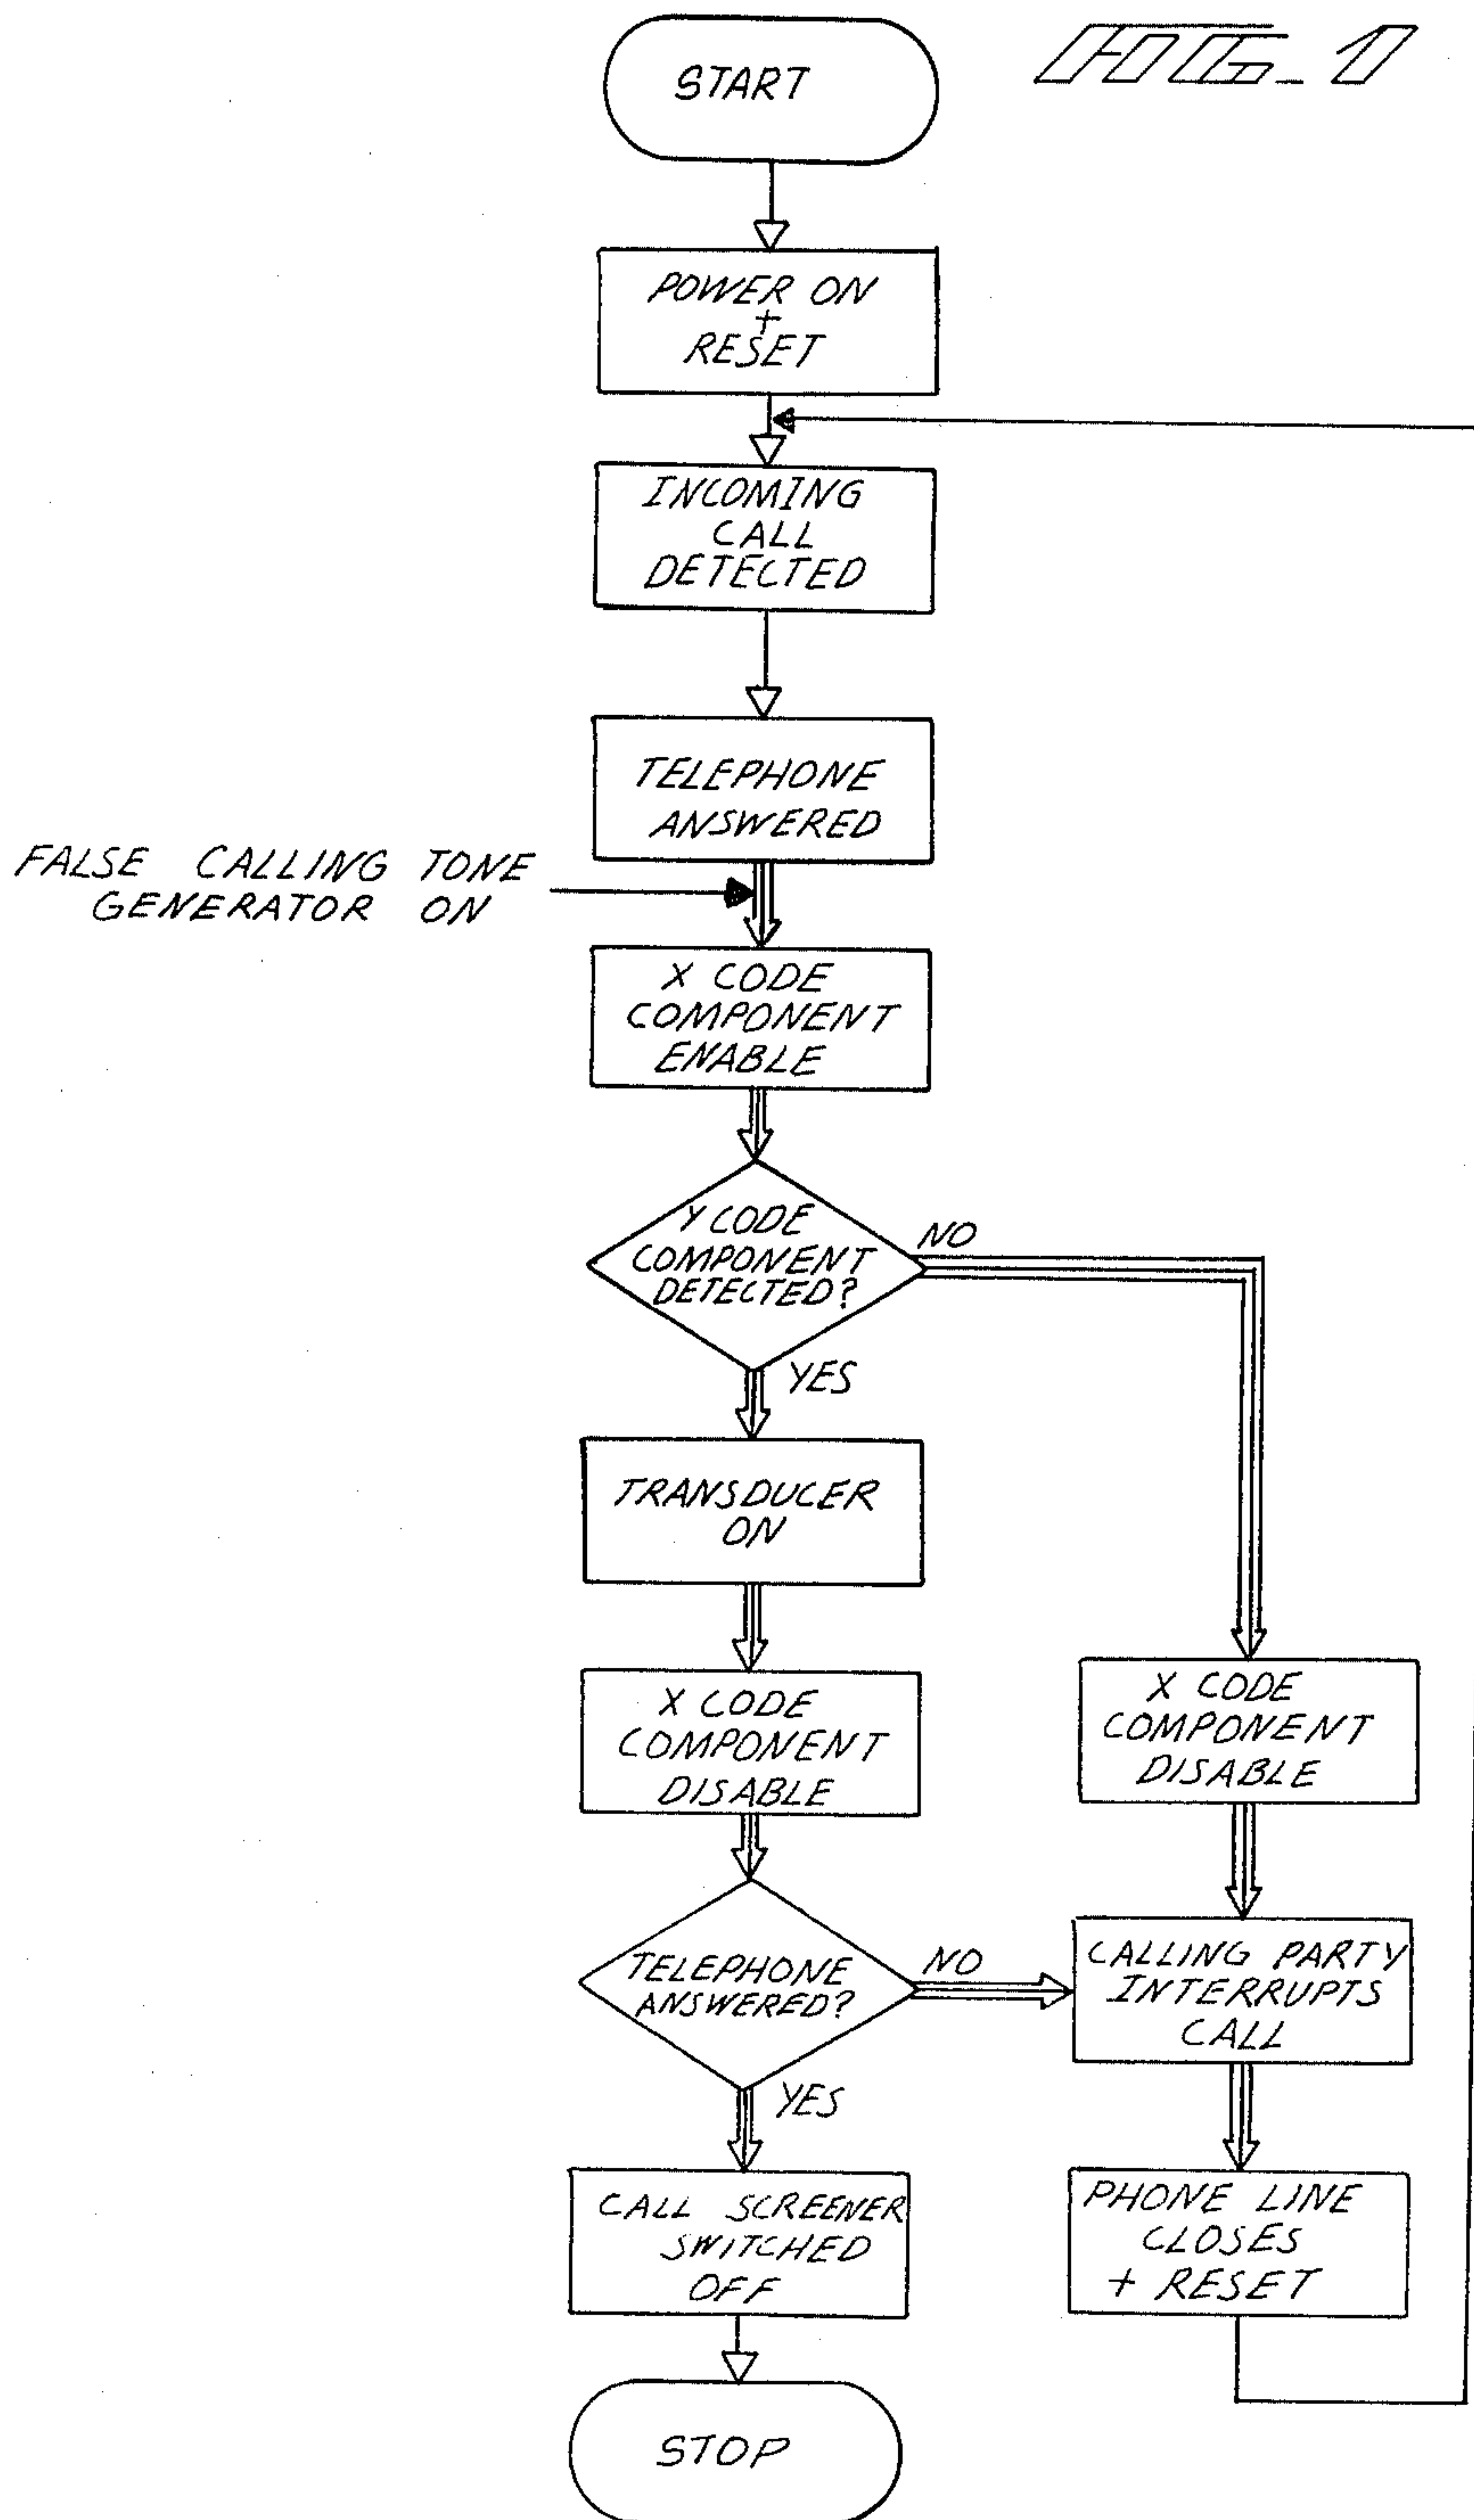 START
FIG. 1
POWER ON
+
RESET
INCOMING
CALL
DETECTED
TELEPHONE
ANSWERED
FALSE CALLING TONE
GENERATOR ON
X CODE
COMPONENT
ENABLE
Y CODE
COMPONENT
DETECTED?
NO
YES
TRANSDUCER
ON
X CODE
COMPONENT
DISABLE
X CODE
COMPONENT
DISABLE
TELEPHONE
ANSWERED?
NO
CALLING PARTY
INTERRUPTS
CALL
YES
CALL SCREENER
SWITCHED
OFF
PHONE LINE
CLOSES
+ RESET
STOP